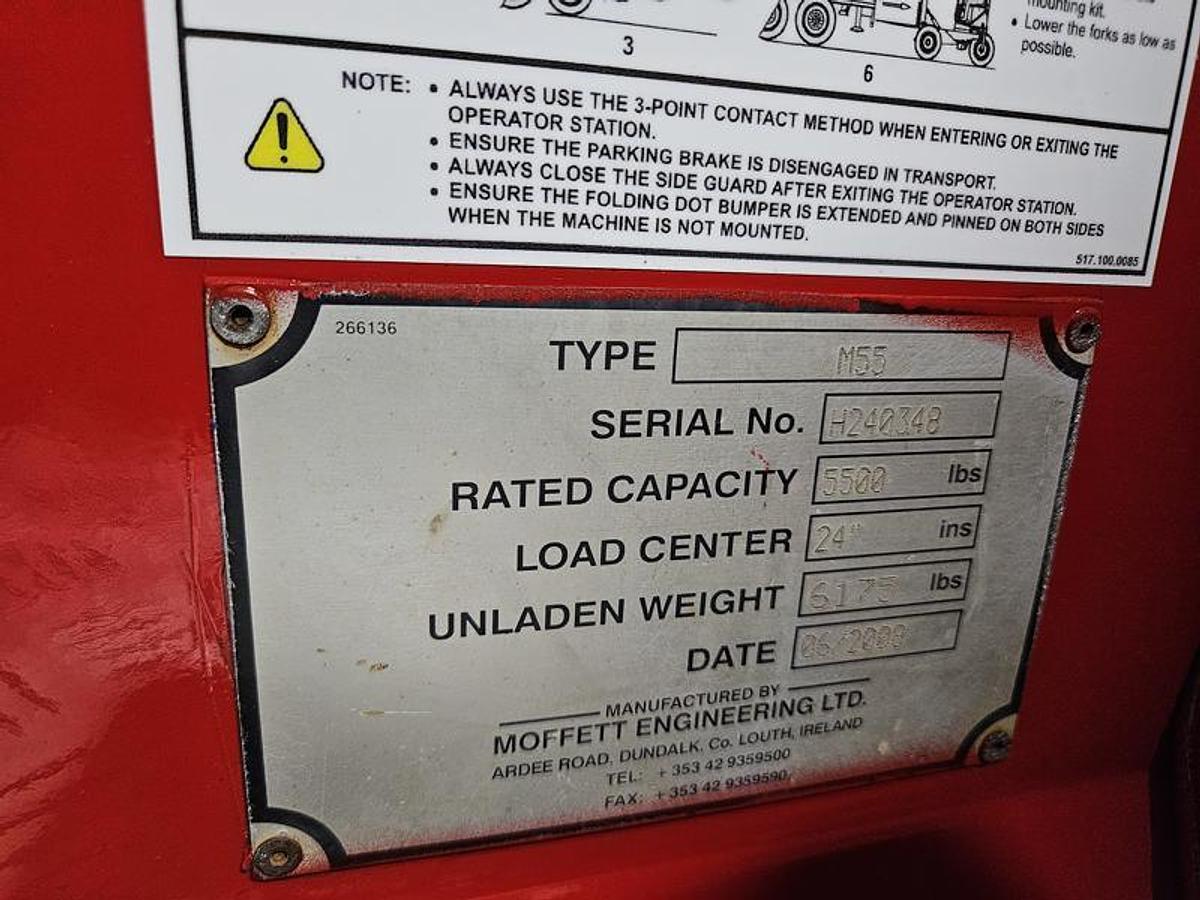 mounting kit.
• Lower the forks as low as
possible.
3
6
NOTE: • ALWAYS USE THE 3-POINT CONTACT METHOD WHEN ENTERING OR EXITING THE
OPERATOR STATION.
• ENSURE THE PARKING BRAKE IS DISENGAGED IN TRANSPORT.
• ALWAYS CLOSE THE SIDE GUARD AFTER EXITING THE OPERATOR STATION.
• ENSURE THE FOLDING DOT BUMPER IS EXTENDED AND PINNED ON BOTH SIDES
WHEN THE MACHINE IS NOT MOUNTED.
517.100.0085
266136
TYPE M55
SERIAL No. H240348
RATED CAPACITY 5500 lbs
LOAD CENTER 24" ins
UNLADEN WEIGHT 6175 lbs
DATE 06/2008
MANUFACTURED BY
MOFFETT ENGINEERING LTD.
ARDEE ROAD, DUNDALK, Co. LOUTH, IRELAND
TEL: + 353 42 9359500
FAX: + 353 42 9359590